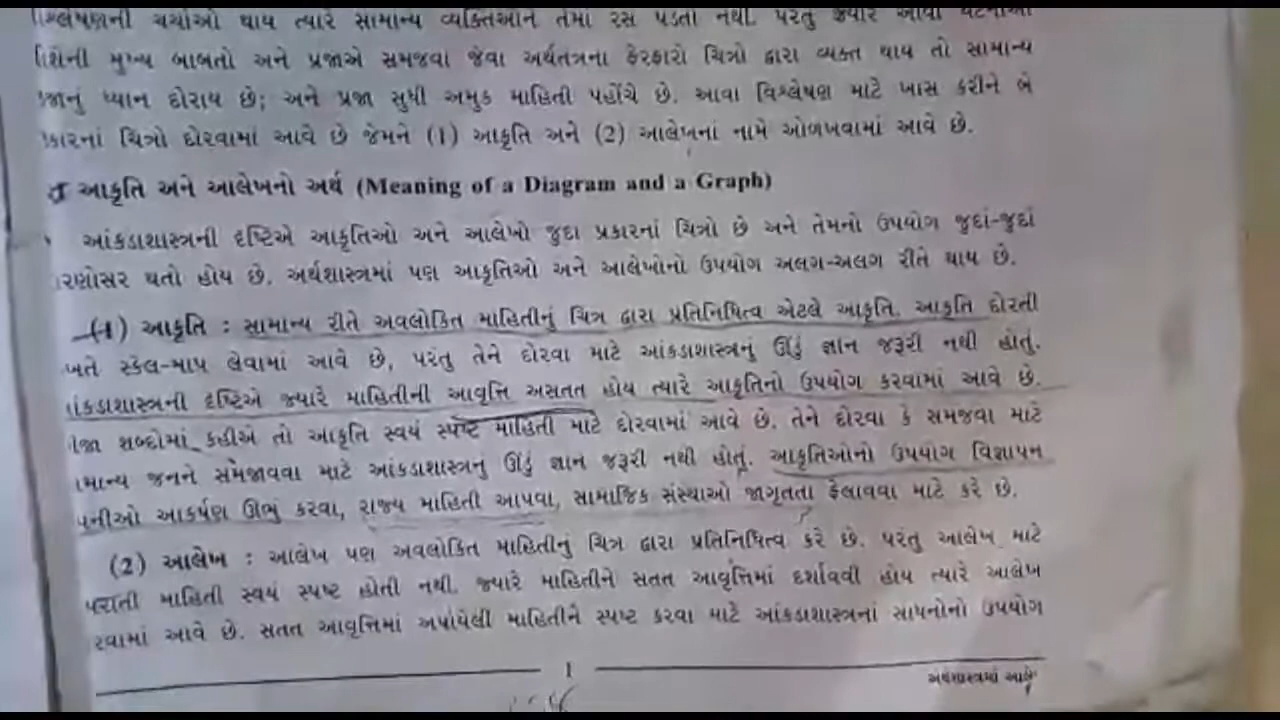 ચર્ચાઓ થાય ત્યારે સામાન્ય વ્યક્તિઓને તેમાં રસ પડતો નથી. પરંતુ જ્યારે આવી
મુખ્ય બાબતો અને પ્રજાએ સમજવા જેવા અર્થતંત્રના ફેરફારો ચિત્રો દ્વારા વ્યક્ત થાય તો સામાન્ય
ધ્યાન દોરાય છે; અને પ્રજા સુધી અમુક માહિતી પહોંચે છે. આવા વિશ્લેષણ માટે ખાસ કરીને બે
કારનાં ચિત્રો દોરવામાં આવે છે જેમને (1) આકૃતિ અને (2) આલેખનાં નામે ઓળખવામાં આવે છે.
આકૃતિ અને આલેખનો અર્થ (Meaning of a Diagram and a Graph)
આંકડાશાસ્ત્રની દૃષ્ટિએ આકૃતિઓ અને આલેખો જુદા પ્રકારનાં ચિત્રો છે અને તેમનો ઉપયોગ જુદાં-જુદાં
રણોસર થતો હોય છે. અર્થશાસ્ત્રમાં પણ આકૃતિઓ અને આલેખોનો ઉપયોગ અલગ-અલગ રીતે થાય છે.
(1) આકૃતિ : સામાન્ય રીતે અવલોકિત માહિતીનું ચિત્ર દ્વારા પ્રતિનિધિત્વ એટલે આકૃતિ. આકૃતિ દોરતી
ખતે સ્કેલ-માપ લેવામાં આવે છે, પરંતુ તેને દોરવા માટે આંકડાશાસ્ત્રનું ઊંડું જ્ઞાન જરૂરી નથી હોતું.
ાંકડાશાસ્ત્રની દૃષ્ટિએ જ્યારે માહિતીની આવૃત્તિ અસતત હોય ત્યારે આકૃતિનો ઉપયોગ કરવામાં આવે છે.
ીજા શબ્દોમાં કહીએ તો આકૃતિ સ્વયં સ્પષ્ટ માહિતી માટે દોરવામાં આવે છે. તેને દોરવા કે સમજવા માટે
ામાન્ય જનને સમજાવવા માટે આંકડાશાસ્ત્રનું ઊંડું જ્ઞાન જરૂરી નથી હોતું. આકૃતિઓનો ઉપયોગ વિજ્ઞાપન
પનીઓ આકર્ષણ ઊભું કરવા, રાજ્ય માહિતી આપવા, સામાજિક સંસ્થાઓ જાગૃતતા ફેલાવવા માટે કરે છે.
(2) આલેખ : આલેખ પણ અવલોકિત માહિતીનું ચિત્ર દ્વારા પ્રતિનિધિત્વ કરે છે. પરંતુ આલેખ માટે
માહિતી સ્વયં સ્પષ્ટ હોતી નથી. જ્યારે માહિતીને સતત આવૃત્તિમાં દર્શાવવી હોય ત્યારે આલેખ
રવામાં આવે છે. સતત આવૃત્તિમાં અપાયેલી માહિતીને સ્પષ્ટ કરવા માટે આંકડાશાસ્ત્રનાં સાધનોનો ઉપયોગ
1
અર્થશાસ્ત્રમાં